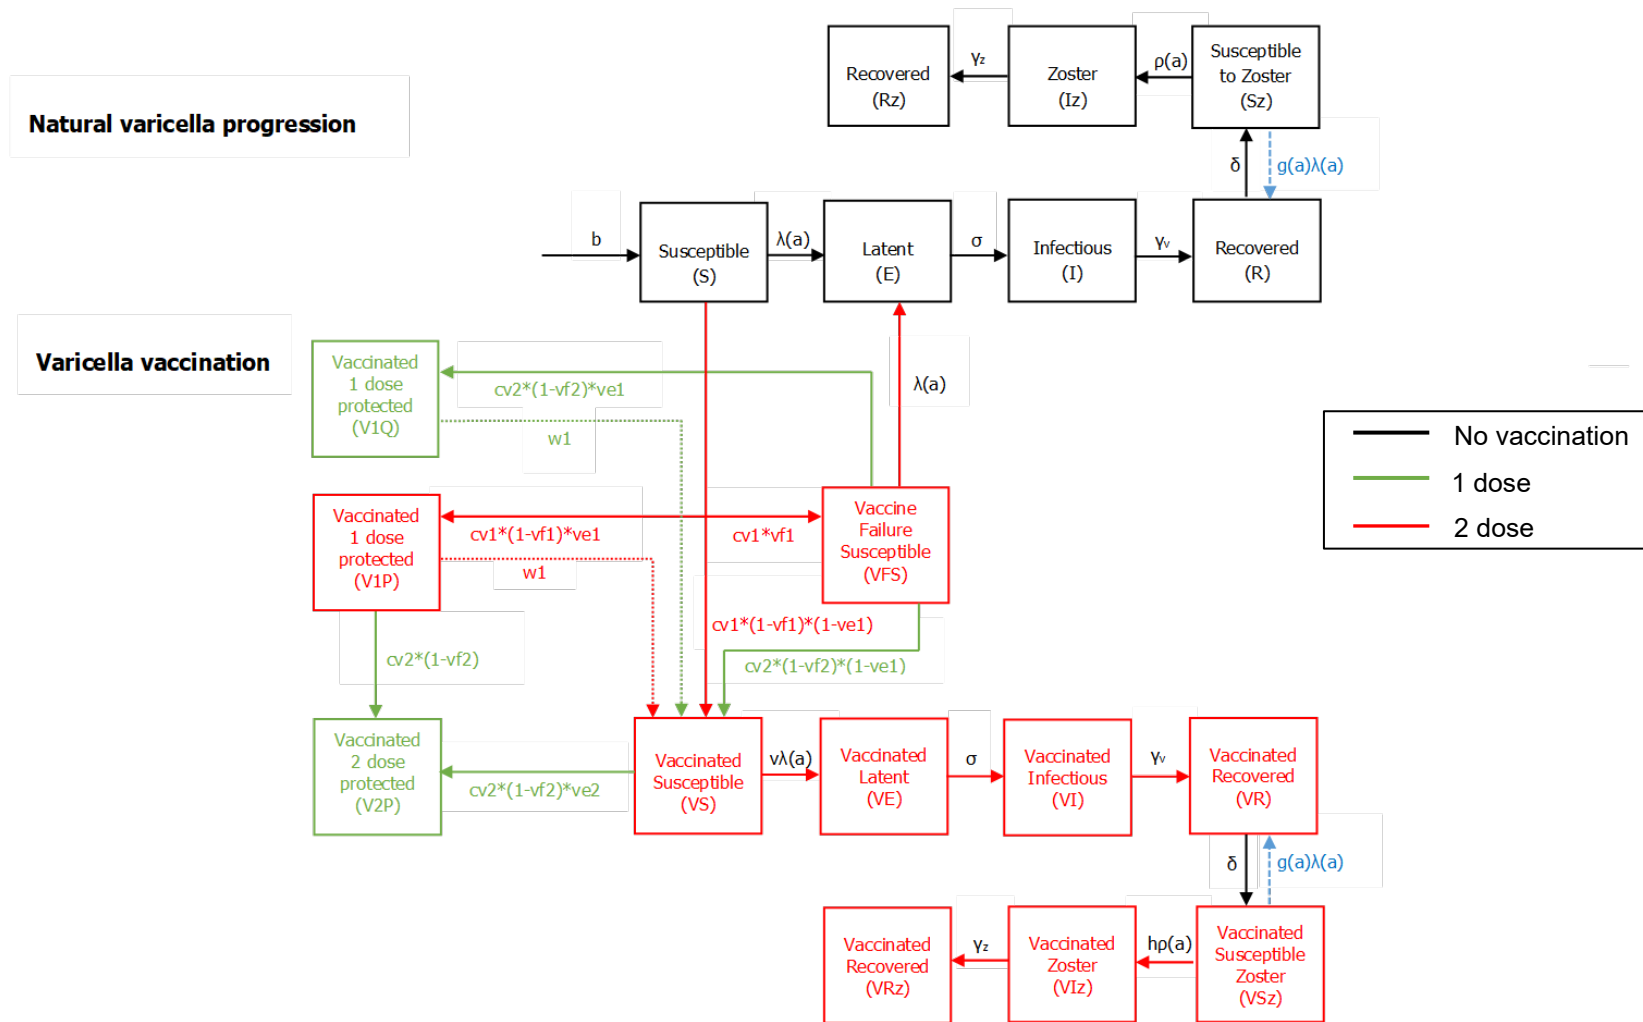 Natural varicella progression
Recovered
(Rz)
γz
Zoster
(Iz)
ρ(a)
Susceptible
to Zoster
(Sz)
δ
g(a)λ(a)
b
Susceptible
(S)
λ(a)
Latent
(E)
σ
Infectious
(I)
γv
Recovered
(R)
Varicella vaccination
Vaccinated
1 dose
protected
(V1Q)
cv2*(1-vf2)*ve1
w1
λ(a)
No vaccination
1 dose
2 dose
Vaccinated
1 dose
protected
(V1P)
cv1*(1-vf1)*ve1
w1
cv1*vf1
Vaccine
Failure
Susceptible
(VFS)
cv1*(1-vf1)*(1-ve1)
cv2*(1-vf2)*(1-ve1)
cv2*(1-vf2)
Vaccinated
2 dose
protected
(V2P)
cv2*(1-vf2)*ve2
Vaccinated
Susceptible
(VS)
vλ(a)
Vaccinated
Latent
(VE)
σ
Vaccinated
Infectious
(VI)
γv
Vaccinated
Recovered
(VR)
δ
g(a)λ(a)
Vaccinated
Recovered
(VRz)
γz
Vaccinated
Zoster
(VIz)
hρ(a)
Vaccinated
Susceptible
Zoster
(VSz)